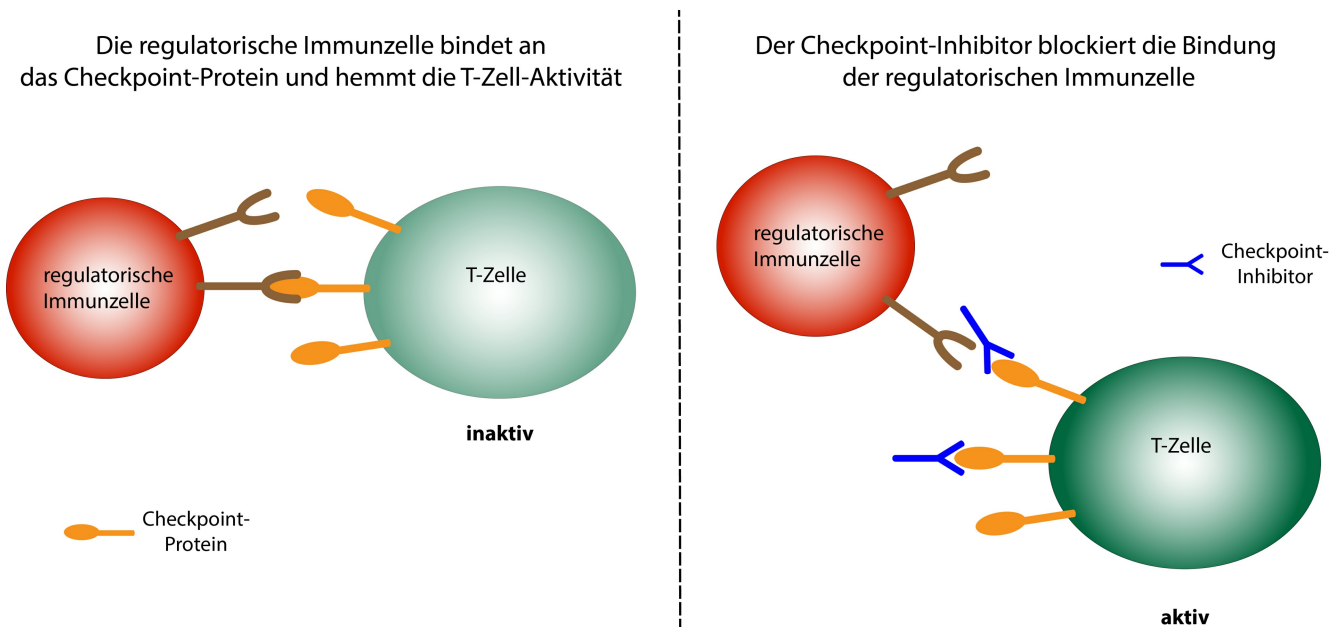 Die regulatorische Immunzelle bindet an
das Checkpoint-Protein und hemmt die T-Zell-Aktivität
regulatorische
Immunzelle
T-Zelle
inaktiv
Checkpoint-
Protein
Der Checkpoint-Inhibitor blockiert die Bindung
der regulatorischen Immunzelle
regulatorische
Immunzelle
Checkpoint-
Inhibitor
T-Zelle
aktiv